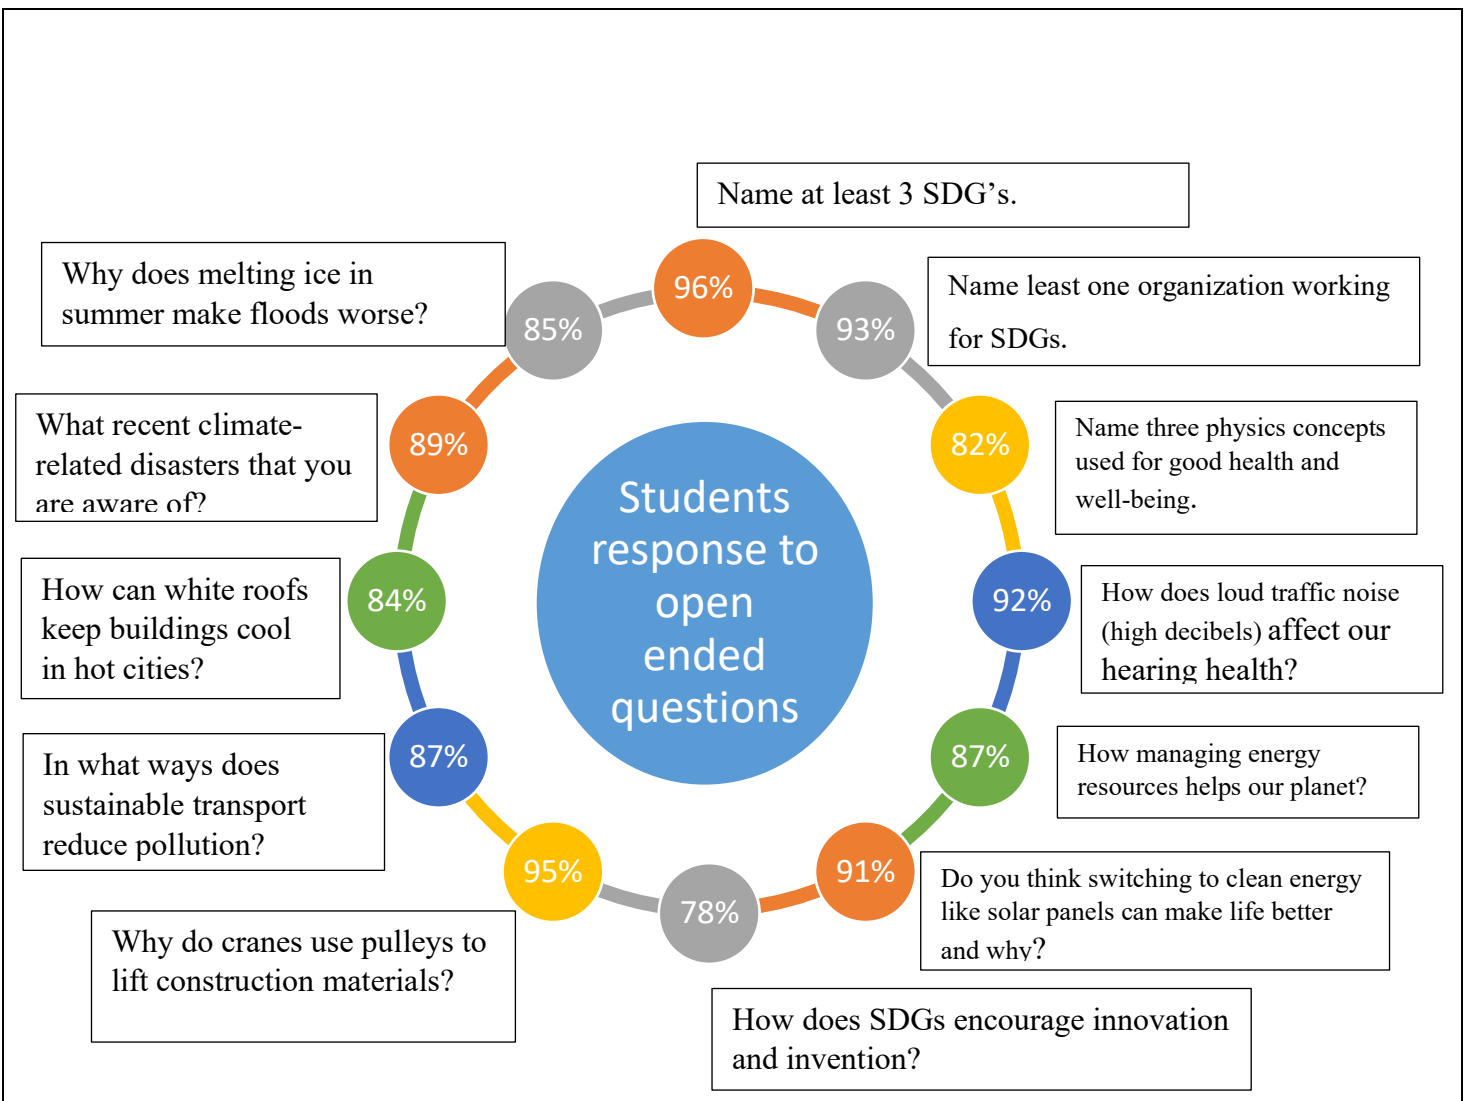 Name at least 3 SDG’s.
96%
Name least one organization working
for SDGs.
93%
Name three physics concepts
used for good health and
well-being.
82%
How does loud traffic noise
(high decibels) affect our
hearing health?
92%
How managing energy
resources helps our planet?
87%
Do you think switching to clean energy
like solar panels can make life better
and why?
91%
How does SDGs encourage innovation
and invention?
78%
Why do cranes use pulleys to
lift construction materials?
95%
In what ways does
sustainable transport
reduce pollution?
87%
How can white roofs
keep buildings cool
in hot cities?
84%
What recent climate-
related disasters that you
are aware of?
89%
Why does melting ice in
summer make floods worse?
85%
Students
response to
open
ended
questions